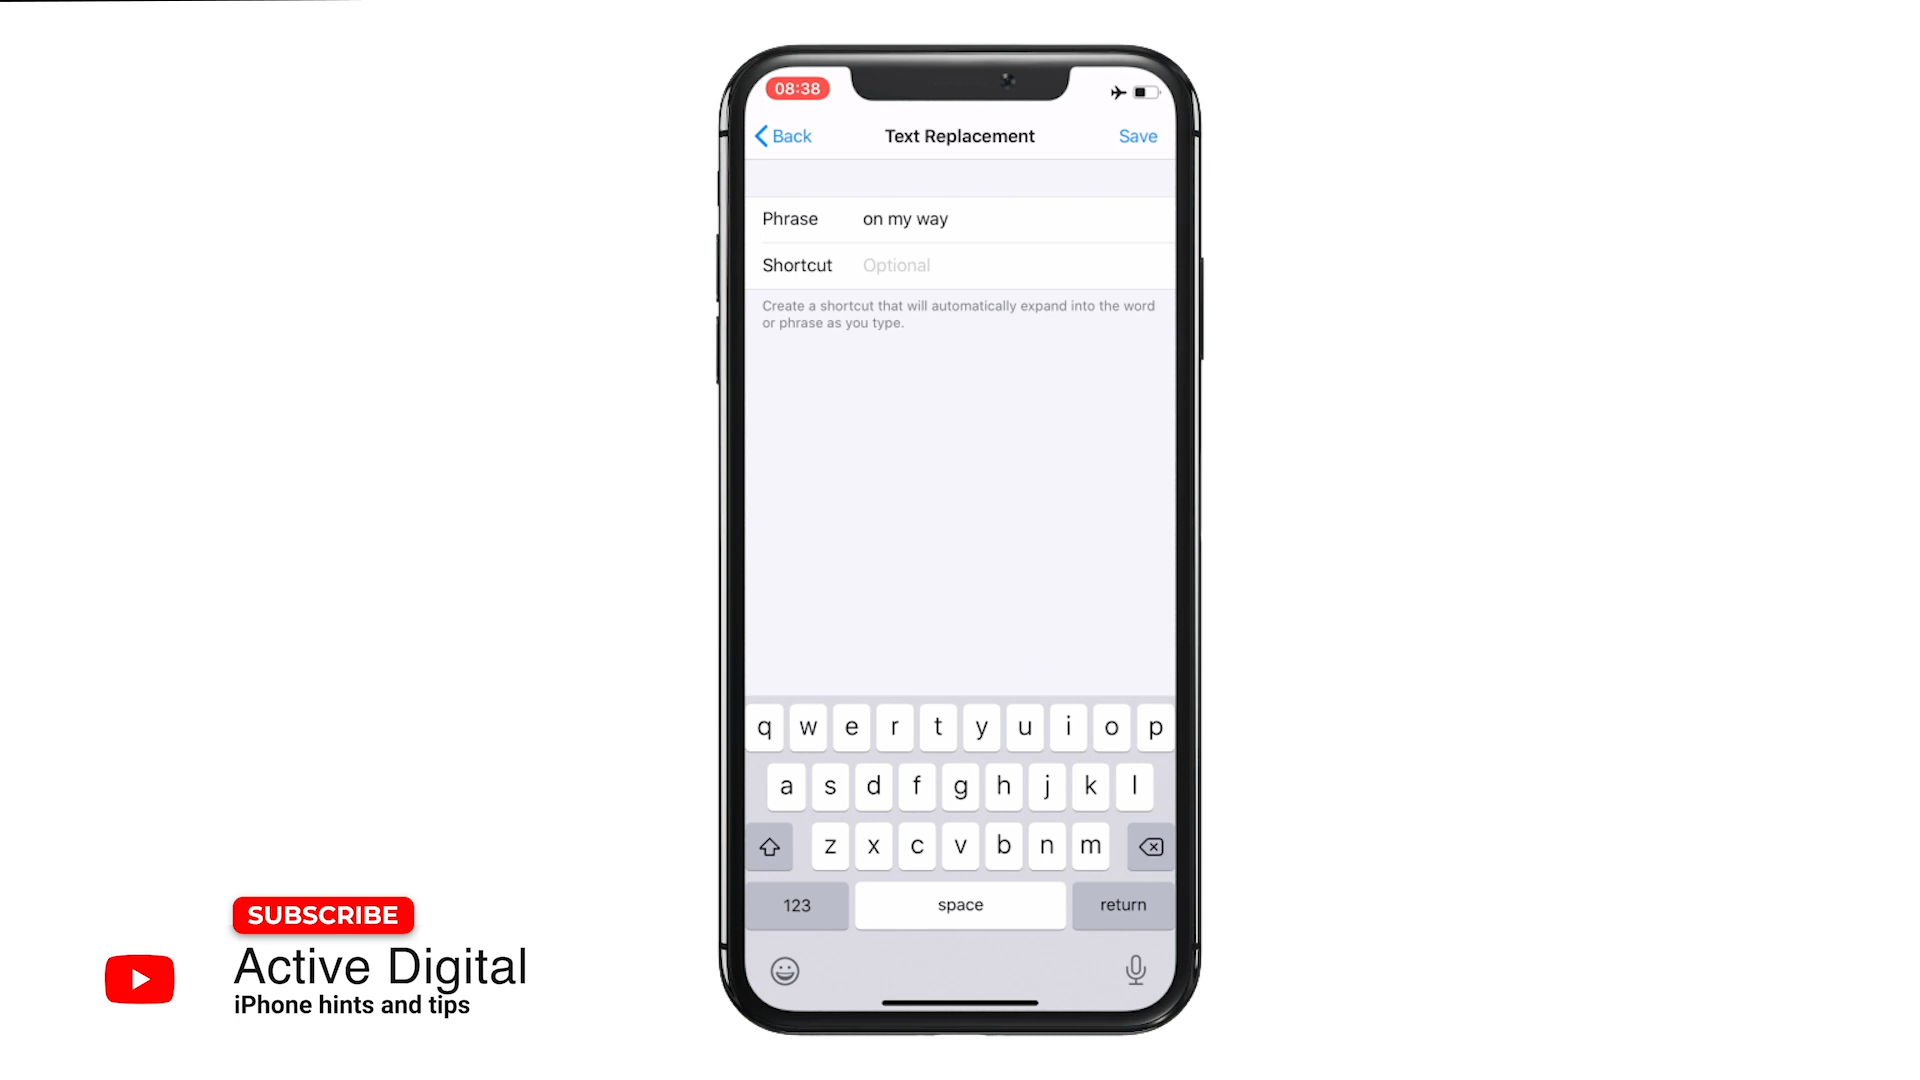 08:38
Back
Text Replacement
Save
Phrase
on my way
Shortcut
Optional
Create a shortcut that will automatically expand into the word
or phrase as you type.
q w e r t y u i o p
a s d f g h j k l
z x c v b n m
123
space
return
SUBSCRIBE
Active Digital
iPhone hints and tips